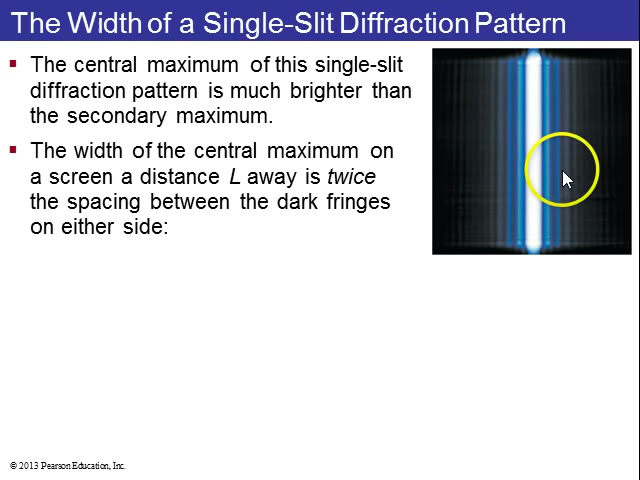 The Width of a Single-Slit Diffraction Pattern
▪ The central maximum of this single-slit
diffraction pattern is much brighter than
the secondary maximum.
▪ The width of the central maximum on
a screen a distance L away is twice
the spacing between the dark fringes
on either side:
© 2013 Pearson Education, Inc.